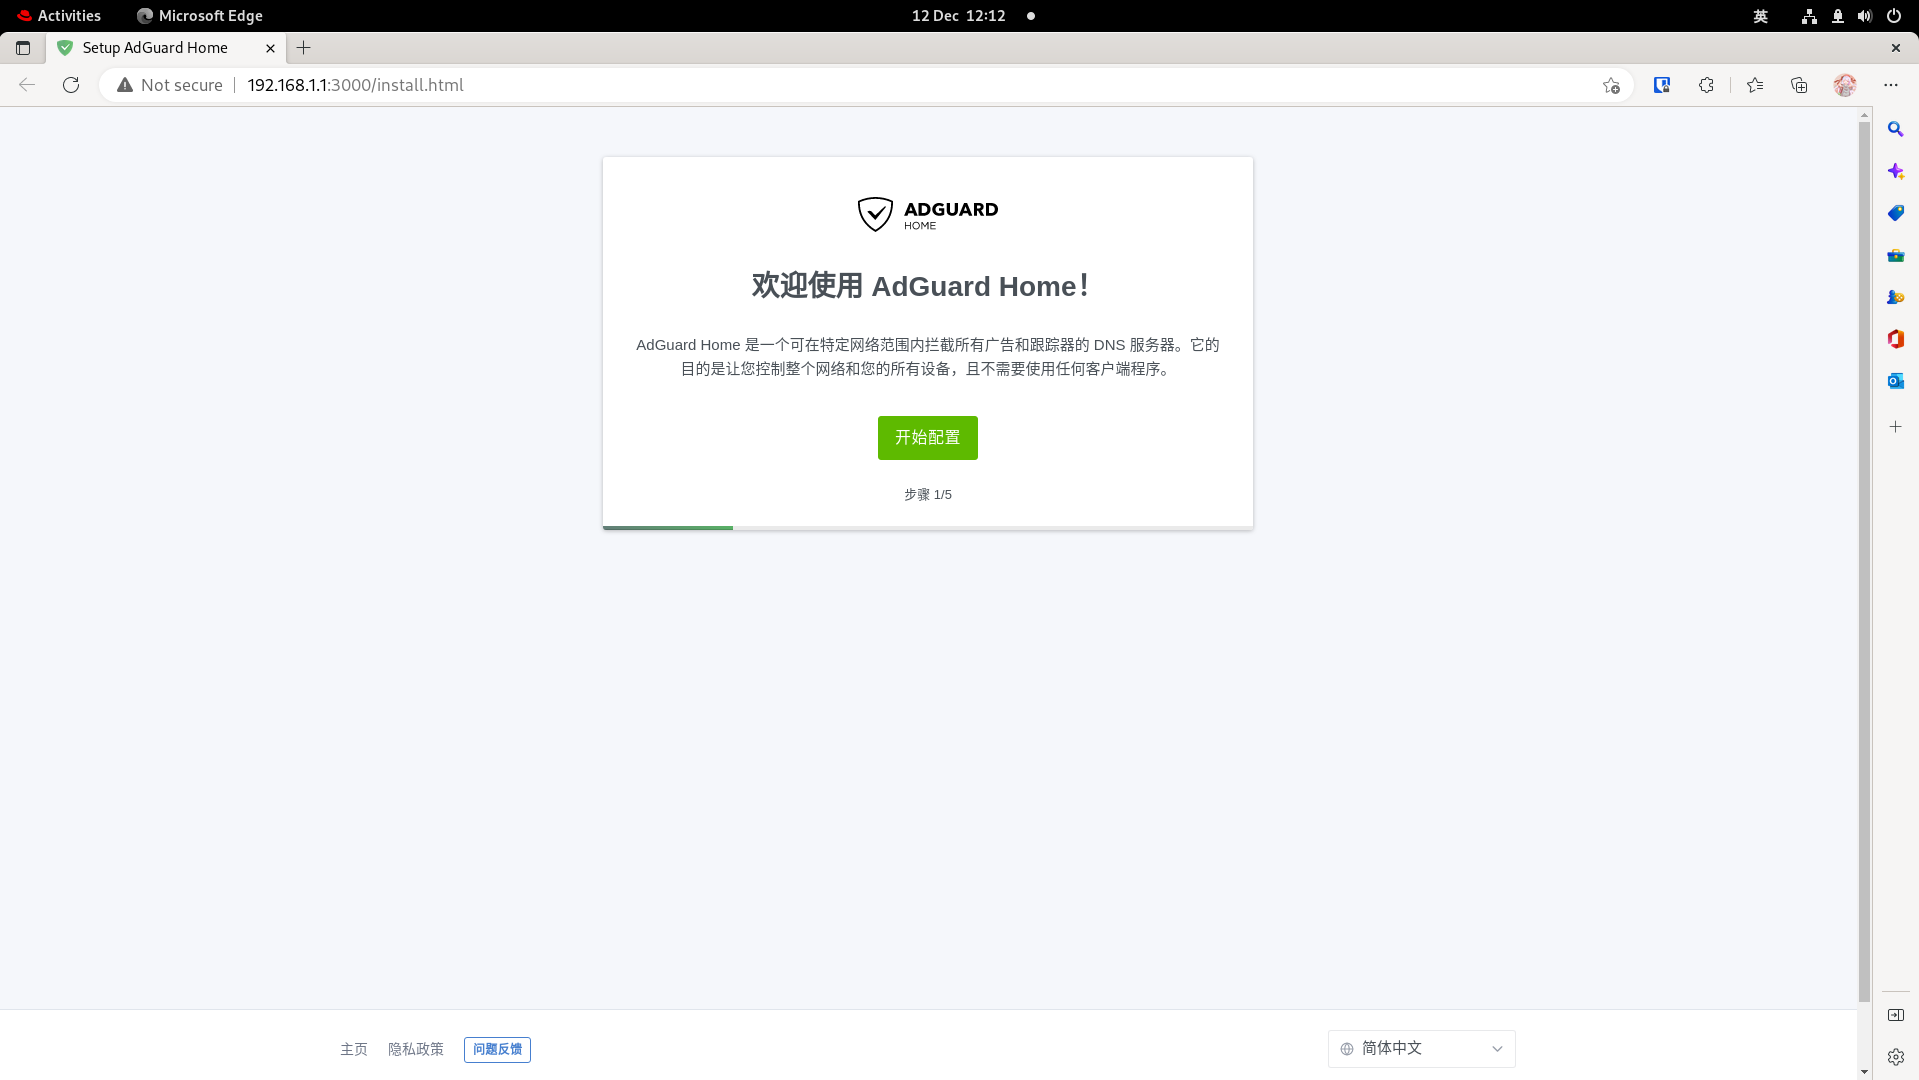 Activities
Microsoft Edge
12 Dec 12:12
英
Setup AdGuard Home
Not secure
192.168.1.1:3000/install.html
ADGUARD
HOME
欢迎使用 AdGuard Home！
AdGuard Home 是一个可在特定网络范围内拦截所有广告和跟踪器的 DNS 服务器。它的
目的是让您控制整个网络和您的所有设备，且不需要使用任何客户端程序。
开始配置
步骤 1/5
主页
隐私政策
问题反馈
简体中文